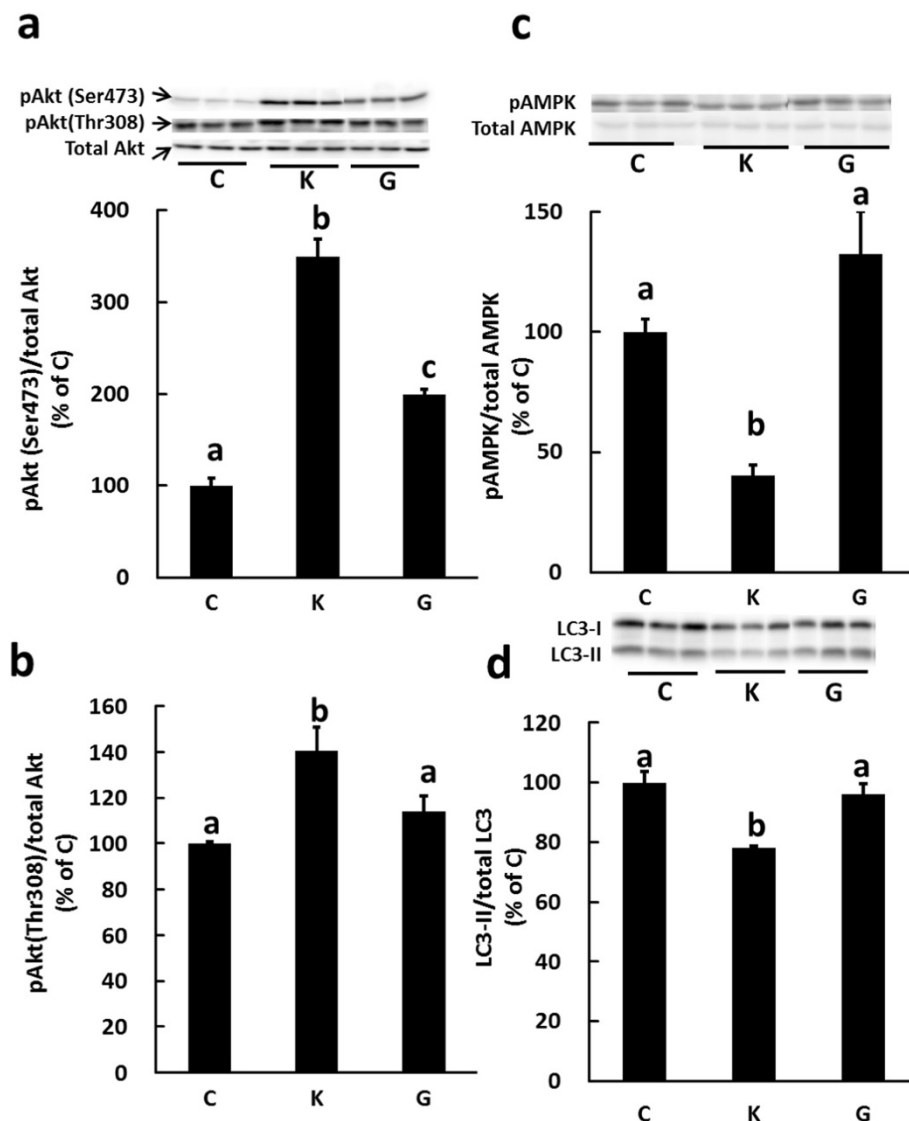 a
pAkt (Ser473)
pAkt(Thr308)
Total Akt
C K G
pAkt (Ser473)/total Akt
(% of C)
400
300
200
100
0
a
b
c
C K G
c
pAMPK
Total AMPK
C K G
pAMPK/total AMPK
(% of C)
150
100
50
0
a
b
a
C K G
b
pAkt(Thr308)/total Akt
(% of C)
160
140
120
100
80
60
40
20
0
a
b
a
C K G
d
LC3-I
LC3-II
C K G
LC3-II/total LC3
(% of C)
120
100
80
60
40
20
0
a
b
a
C K G